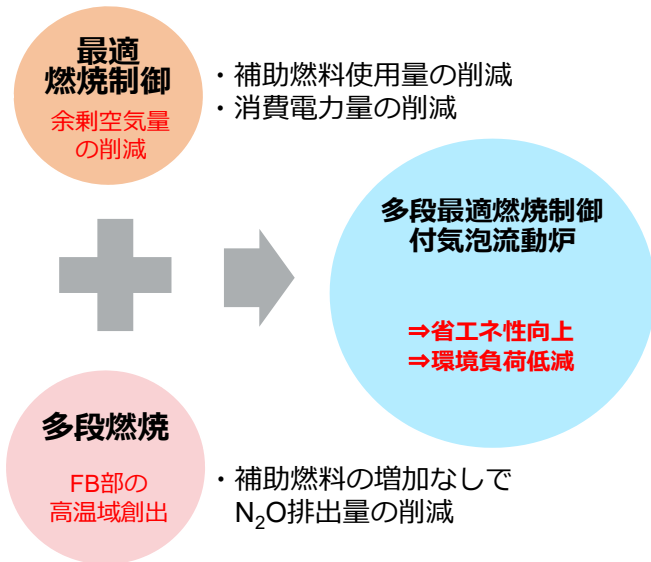 最適
燃焼制御
余剰空気量
の削減
・補助燃料使用量の削減
・消費電力量の削減
多段最適燃焼制御
付気泡流動炉
⇒省エネ性向上
⇒環境負荷低減
多段燃焼
FB部の
高温域創出
・補助燃料の増加なしで
N₂O排出量の削減